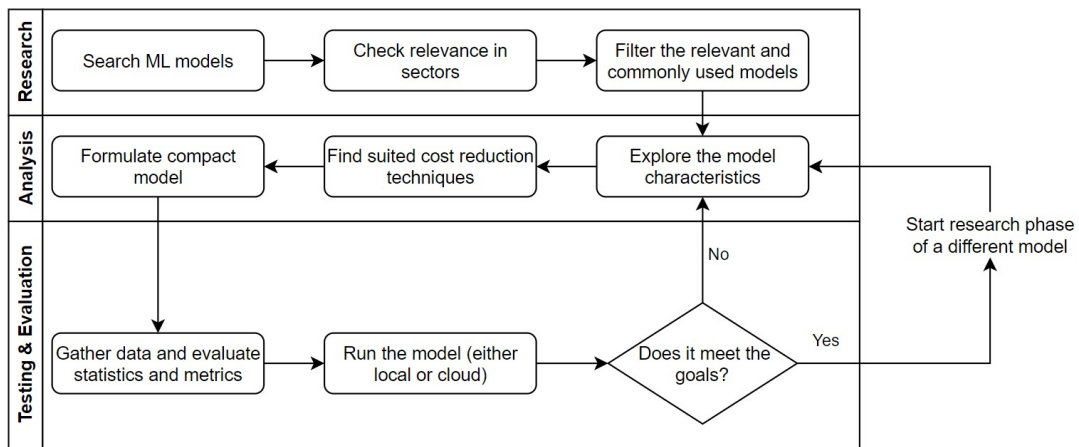 Research
Search ML models
Check relevance in
sectors
Filter the relevant and
commonly used models
Analysis
Formulate compact
model
Find suited cost reduction
techniques
Explore the model
characteristics
Start research phase
of a different model
No
Testing & Evaluation
Gather data and evaluate
statistics and metrics
Run the model (either
local or cloud)
Does it meet the
goals?
Yes